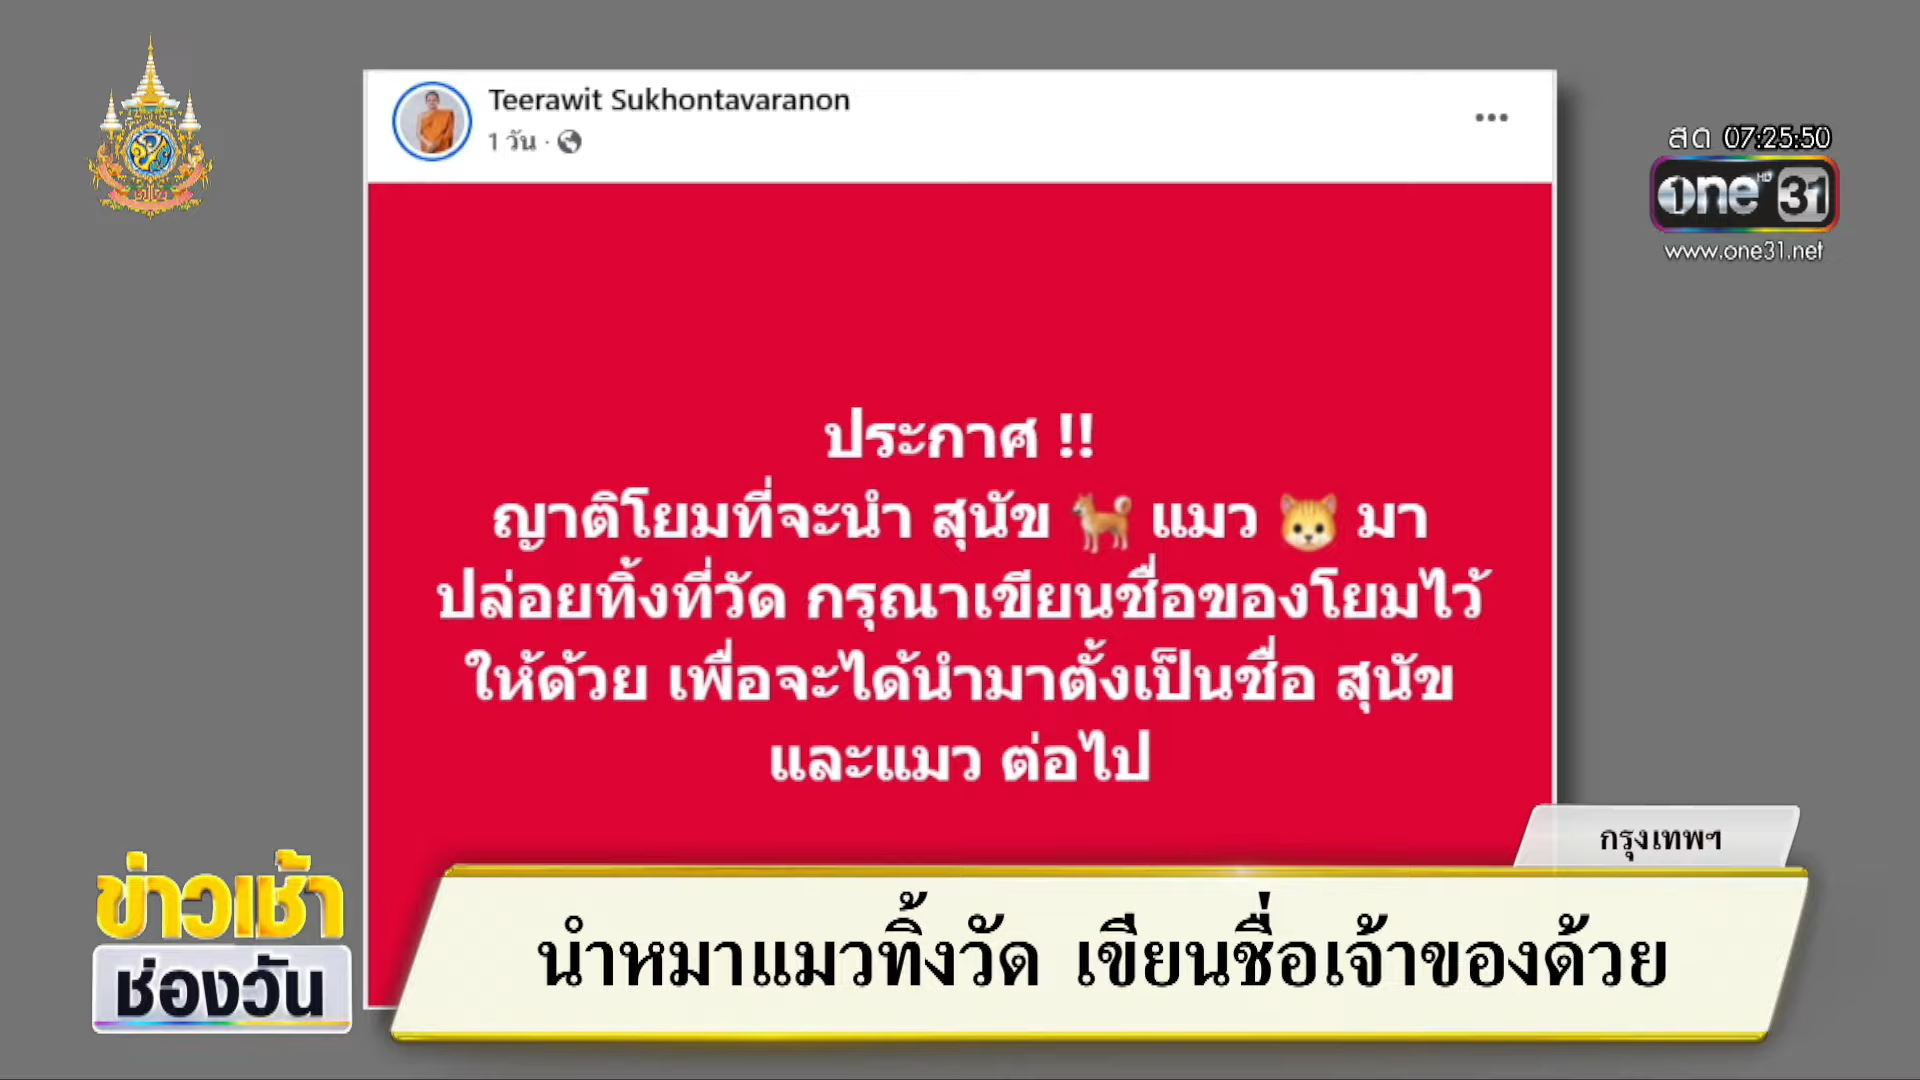 Teerawit Sukhontavaranon
1 วัน ·
สด 07:25:50
one HD 31
www.one31.net
ประกาศ !!
ญาติโยมที่จะนำ สุนัข 🐕 แมว 🐱 มา
ปล่อยทิ้งที่วัด กรุณาเขียนชื่อของโยมไว้
ให้ด้วย เพื่อจะได้นำมาตั้งเป็นชื่อ สุนัข
และแมว ต่อไป
กรุงเทพฯ
ข่าวเช้า
ช่องวัน
นำหมาแมวทิ้งวัด เขียนชื่อเจ้าของด้วย